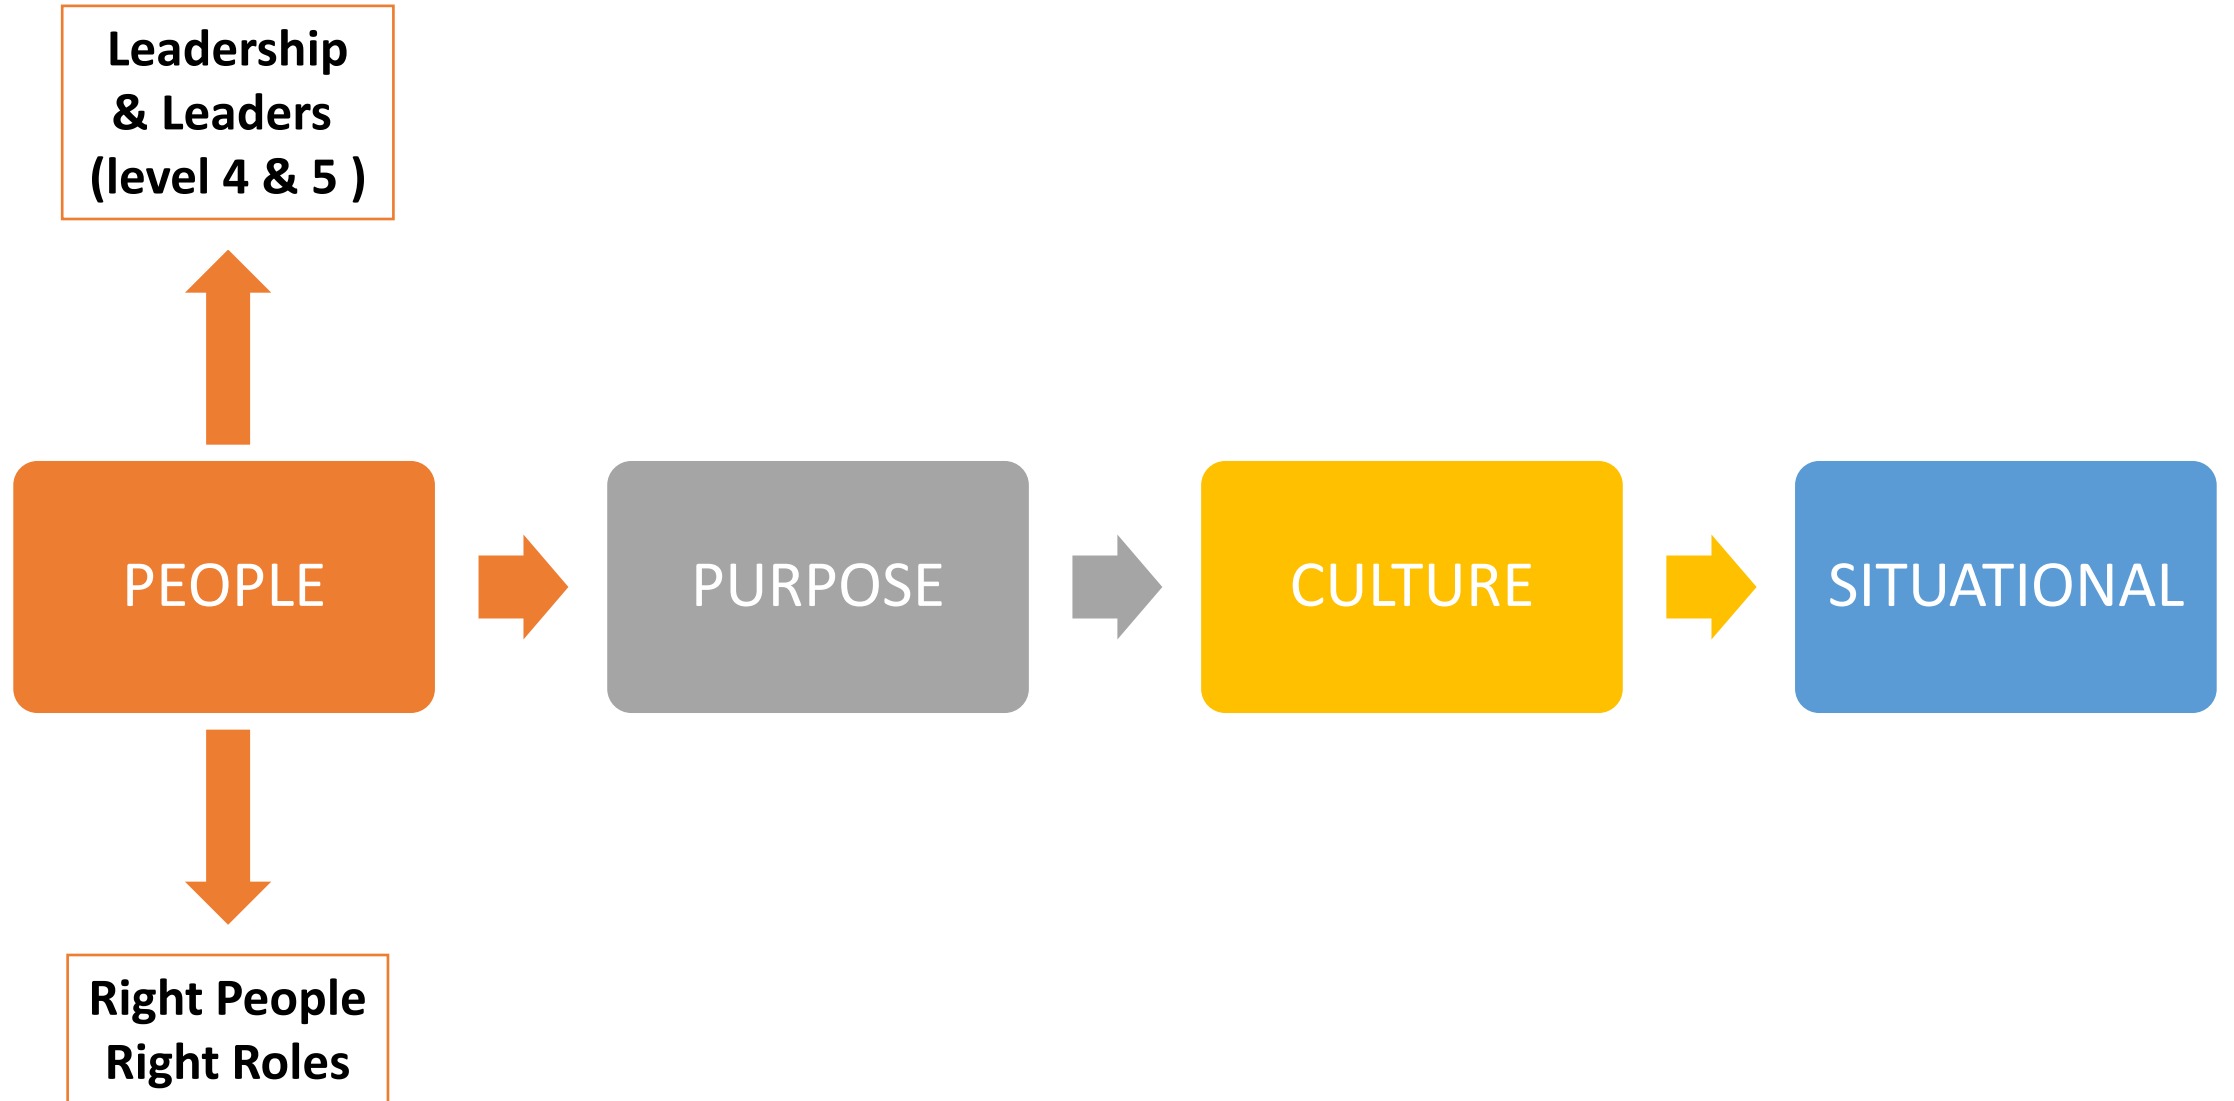 Leadership
& Leaders
(level 4 & 5 )
PEOPLE
PURPOSE
CULTURE
SITUATIONAL
Right People
Right Roles